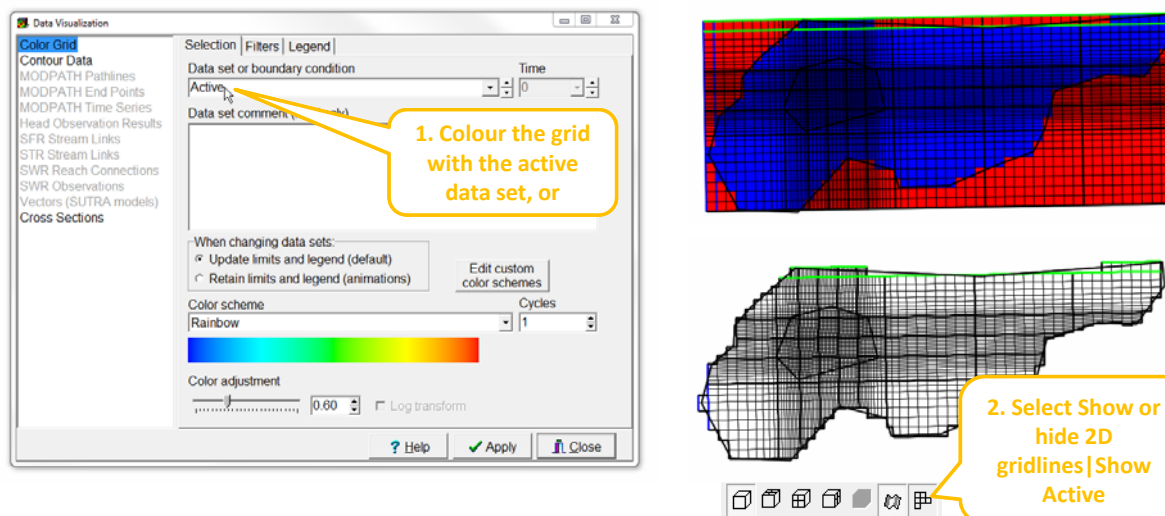 Data Visualization
Color Grid
Contour Data
MODPATH Pathlines
MODPATH End Points
MODPATH Time Series
Head Observation Results
SFR Stream Links
STR Stream Links
SWR Reach Connections
SWR Observations
Vectors (SUTRA models)
Cross Sections
Selection
Filters
Legend
Data set or boundary condition
Time
Active
0
Data set comment
1. Colour the grid
with the active
data set, or
When changing data sets:
Update limits and legend (default)
Retain limits and legend (animations)
Edit custom
color schemes
Color scheme
Cycles
Rainbow
1
Color adjustment
0.60
Log transform
? Help
Apply
Close
2. Select Show or
hide 2D
gridlines|Show
Active